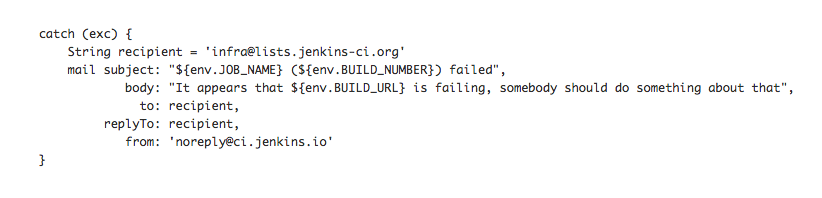 catch (exc) {
    String recipient = 'infra@lists.jenkins-ci.org'
    mail subject: "${env.JOB_NAME} (${env.BUILD_NUMBER}) failed",
            body: "It appears that ${env.BUILD_URL} is failing, somebody should do something about that",
              to: recipient,
         replyTo: recipient,
            from: 'noreply@ci.jenkins.io'
}